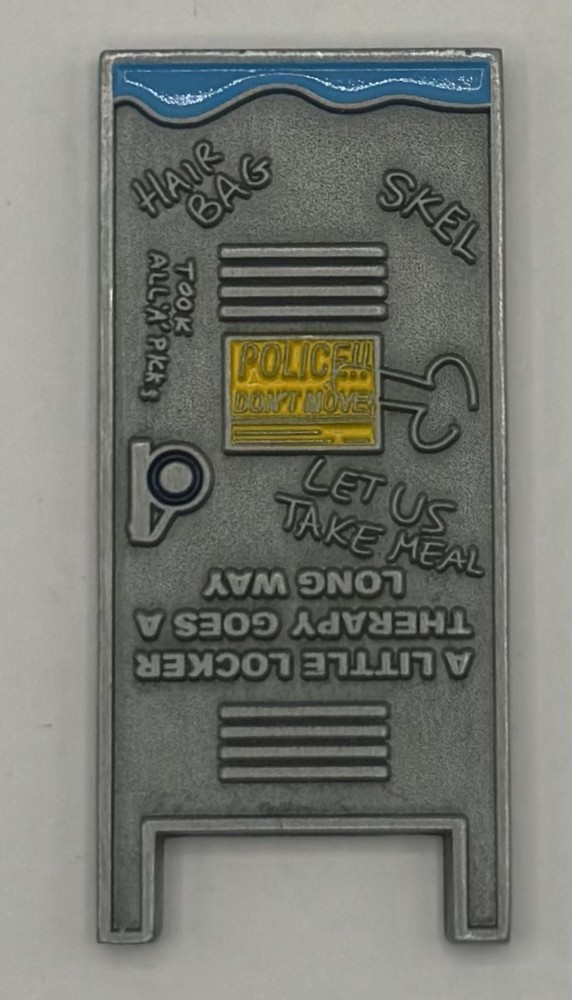 HAIR
BAG
SKEL
TOOK
ALL'A'PKK$
POLICE!!
DON'T MOVE!
LET US
TAKE MEAL
A LITTLE LOCKER
THERAPY GOES A
LONG WAY